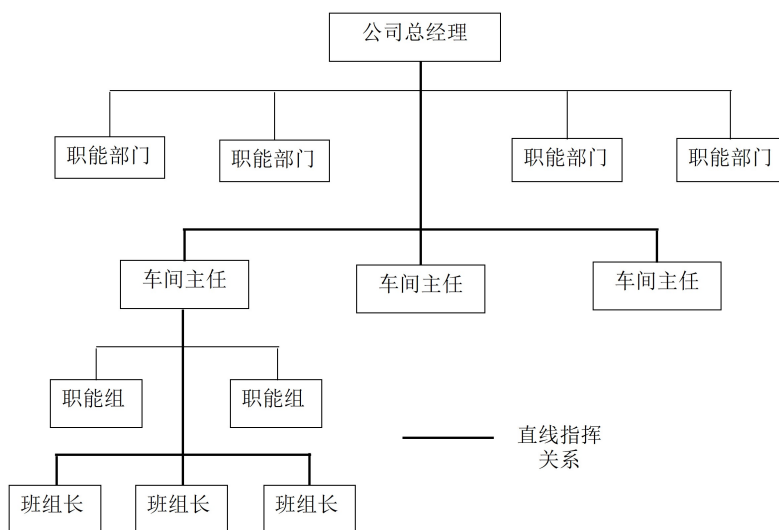 公司总经理
职能部门
职能部门
职能部门
职能部门
车间主任
车间主任
车间主任
职能组
职能组
直线指挥
关系
班组长
班组长
班组长